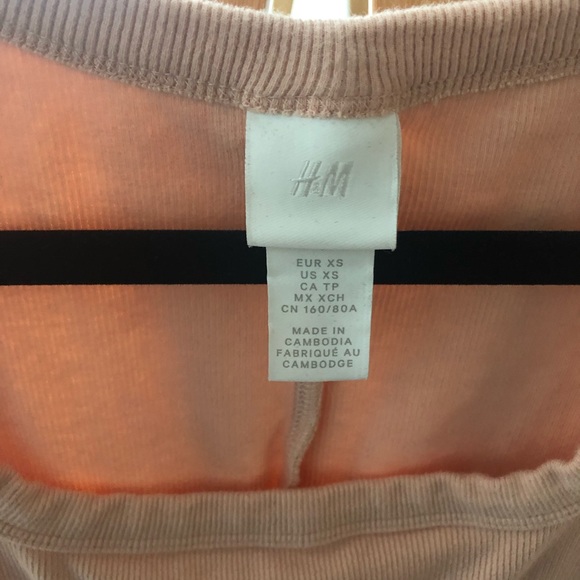 H&M
EUR XS
US XS
CA TP
MX XCH
CN 160/80A
MADE IN
CAMBODIA
FABRIQUÉ AU
CAMBODGE